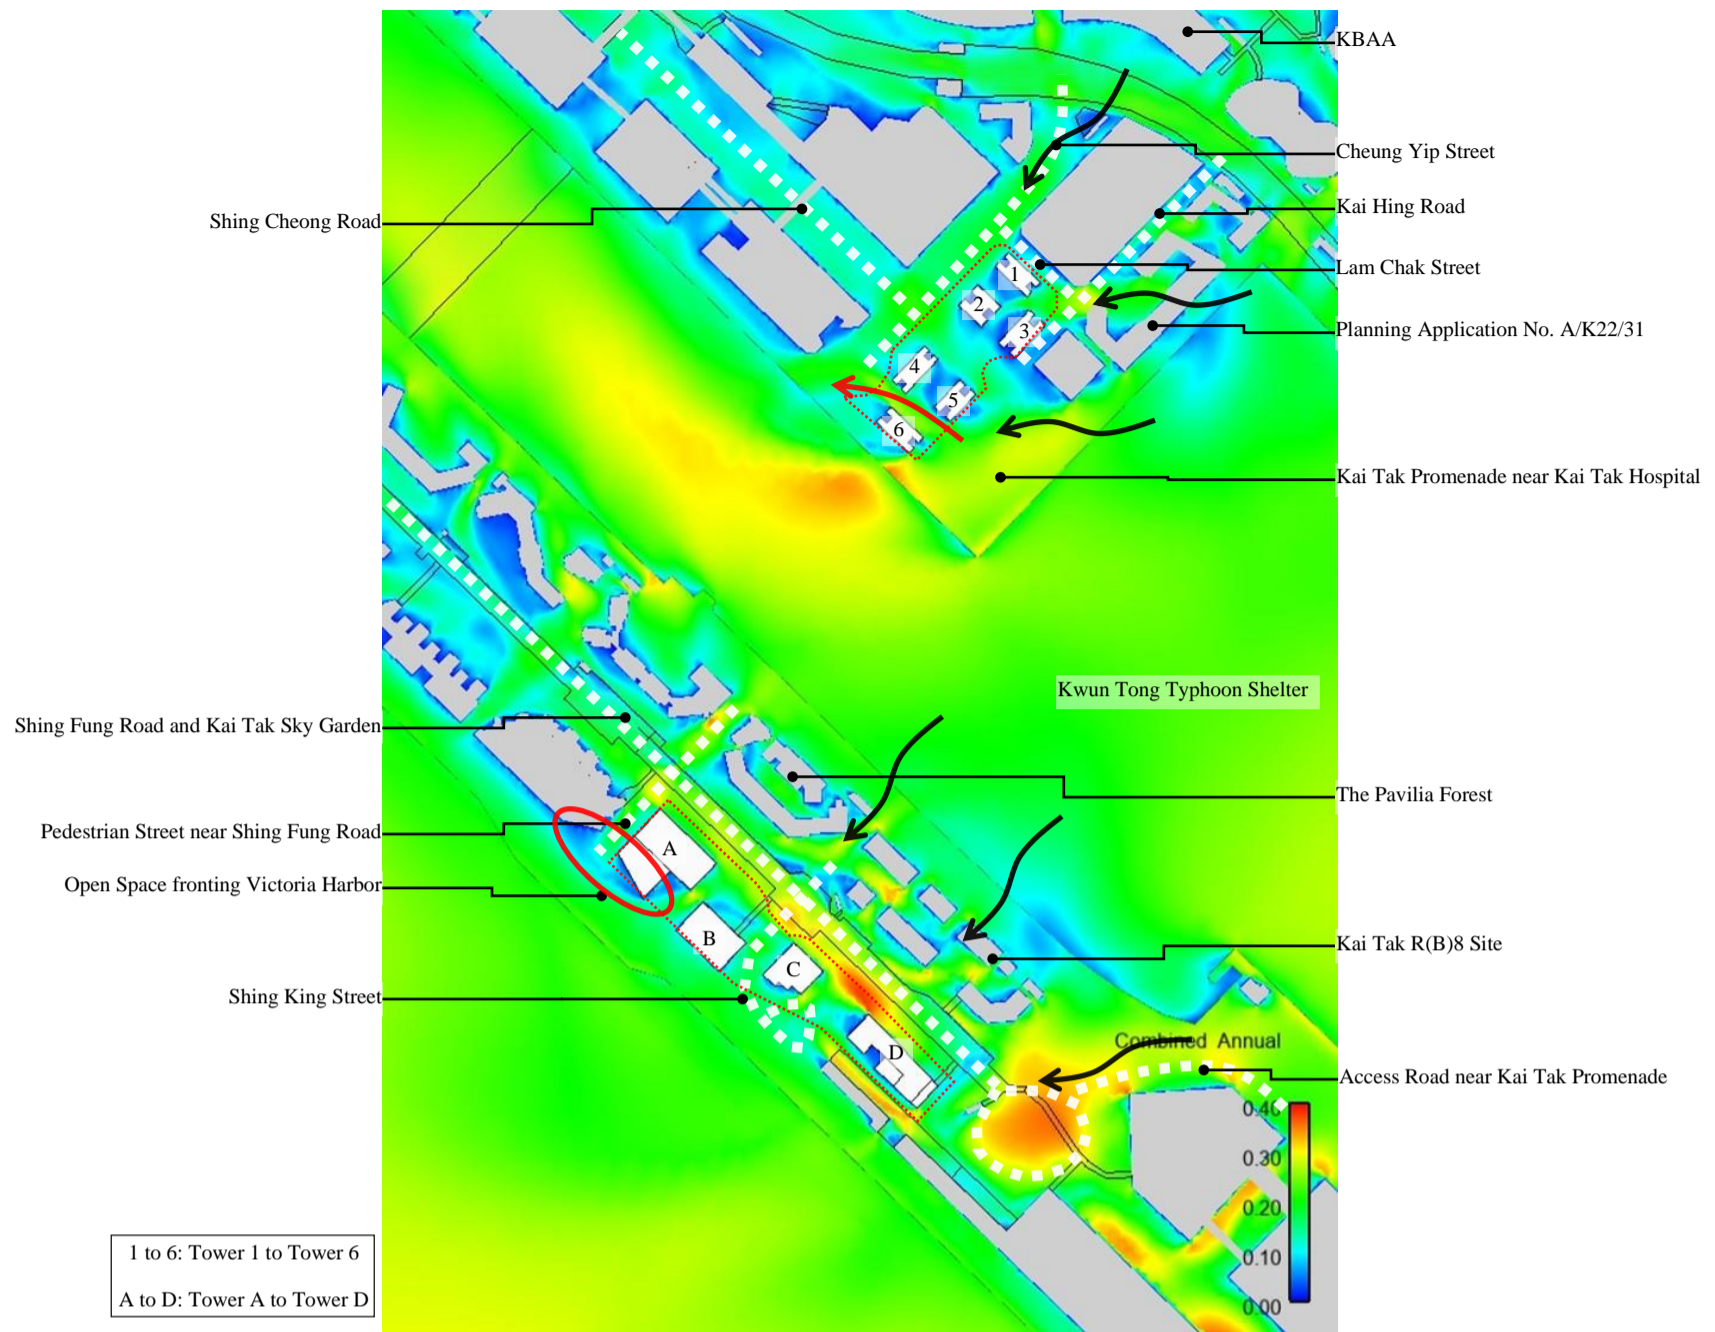 KBAA
Cheung Yip Street
Shing Cheong Road
Kai Hing Road
Lam Chak Street
1
2
3
Planning Application No. A/K22/31
4
5
6
Kai Tak Promenade near Kai Tak Hospital
Kwun Tong Typhoon Shelter
Shing Fung Road and Kai Tak Sky Garden
The Pavilia Forest
Pedestrian Street near Shing Fung Road
A
Open Space fronting Victoria Harbor
B
Kai Tak R(B)8 Site
C
Shing King Street
D
Combined Annual
Access Road near Kai Tak Promenade
0.40
0.30
0.20
0.10
0.00
1 to 6: Tower 1 to Tower 6
A to D: Tower A to Tower D